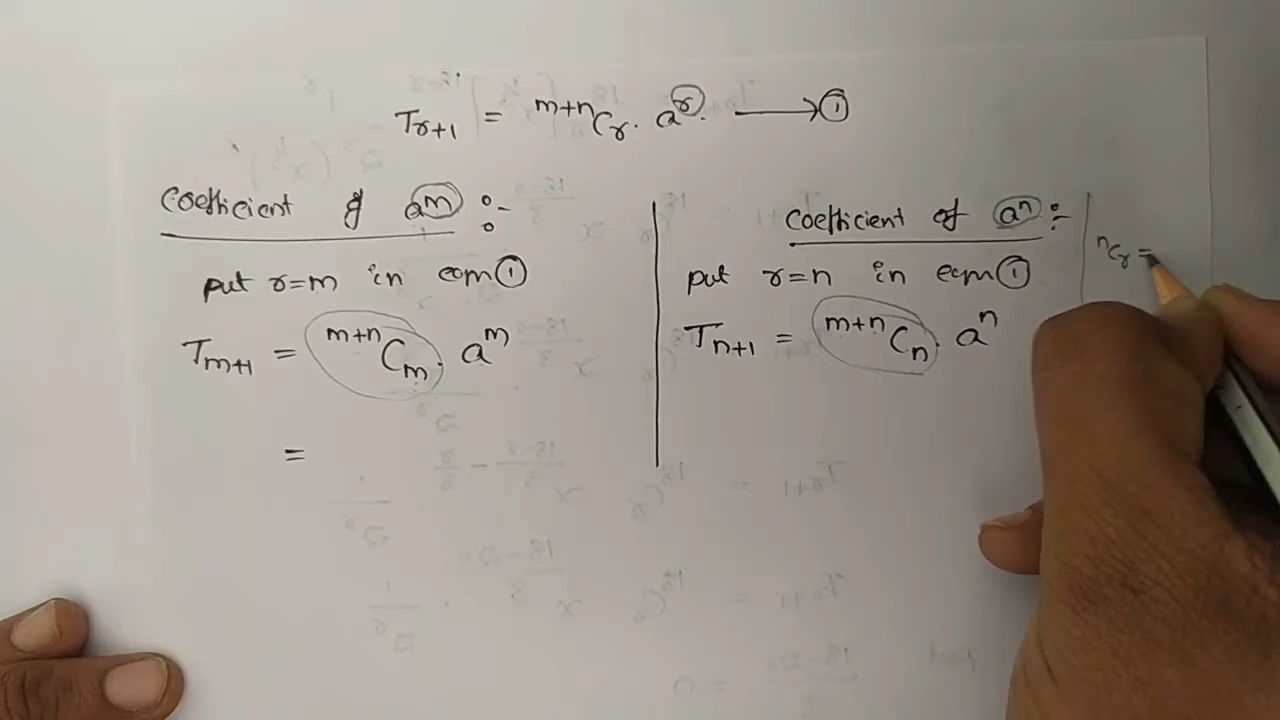 Tr+1 = m+nCr. a^r. ⟶ ①
Coefficient of a^m :-
put r=m in eqn ①
Tm+1 = m+nCm. a^m
=
Coefficient of a^n :-
put r=n in eqn ①
Tn+1 = m+nCn. a^n
nCr =